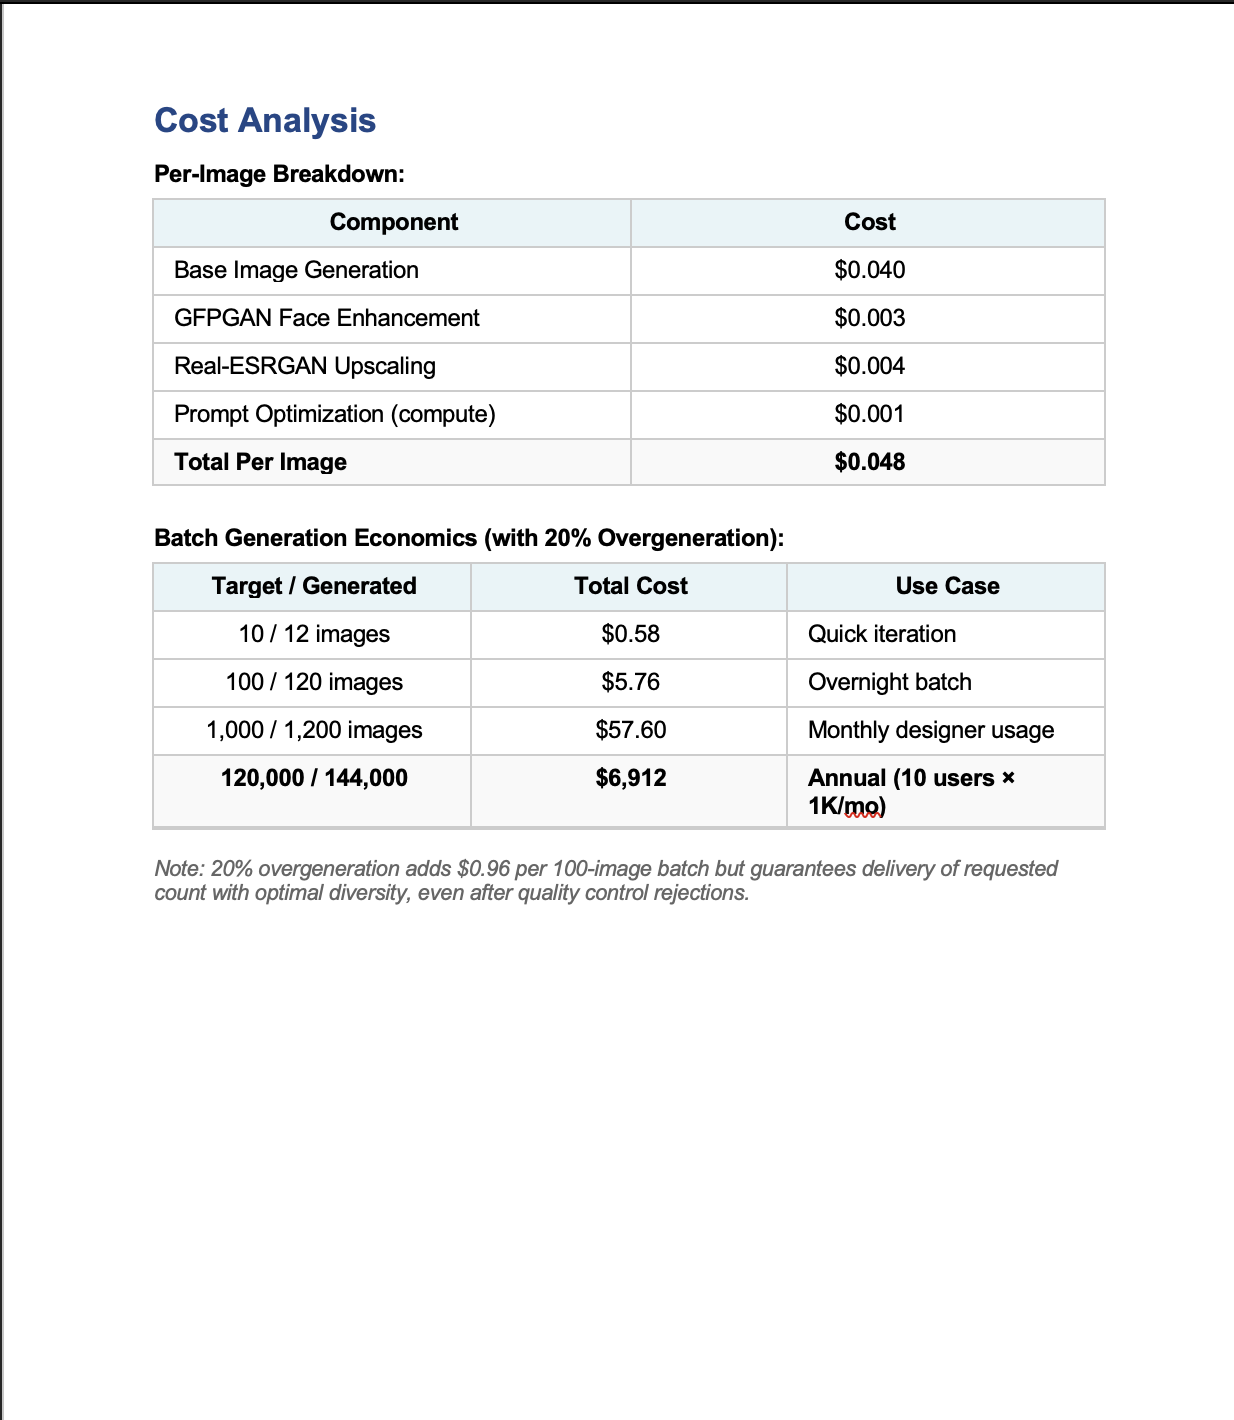 Cost Analysis
Per-Image Breakdown:
Component Cost
Base Image Generation $0.040
GFPGAN Face Enhancement $0.003
Real-ESRGAN Upscaling $0.004
Prompt Optimization (compute) $0.001
Total Per Image $0.048
Batch Generation Economics (with 20% Overgeneration):
Target / Generated Total Cost Use Case
10 / 12 images $0.58 Quick iteration
100 / 120 images $5.76 Overnight batch
1,000 / 1,200 images $57.60 Monthly designer usage
120,000 / 144,000 $6,912 Annual (10 users ×
1K/mo)
Note: 20% overgeneration adds $0.96 per 100-image batch but guarantees delivery of requested
count with optimal diversity, even after quality control rejections.